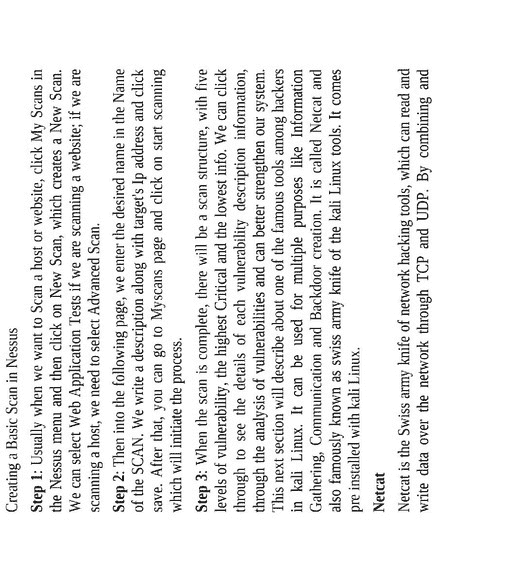 Creating a Basic Scan in Nessus
Step 1: Usually when we want to Scan a host or website, click My Scans in
the Nessus menu and then click on New Scan, which creates a New Scan.
We can select Web Application Tests if we are scanning a website; if we are
scanning a host, we need to select Advanced Scan.
Step 2: Then into the following page, we enter the desired name in the Name
of the SCAN. We write a description along with target's Ip address and click
save. After that, you can go to Myscans page and click on start scanning
which will initiate the process.
Step 3: When the scan is complete, there will be a scan structure, with five
levels of vulnerability, the highest Critical and the lowest info. We can click
through to see the details of each vulnerability description information,
through the analysis of vulnerabilities and can better strengthen our system.
This next section will describe about one of the famous tools among hackers
in kali Linux. It can be used for multiple purposes like Information
Gathering, Communication and Backdoor creation. It is called Netcat and
also famously known as swiss army knife of the kali Linux tools. It comes
pre installed with kali Linux.
Netcat
Netcat is the Swiss army knife of network hacking tools, which can read and
write data over the network through TCP and UDP. By combining and